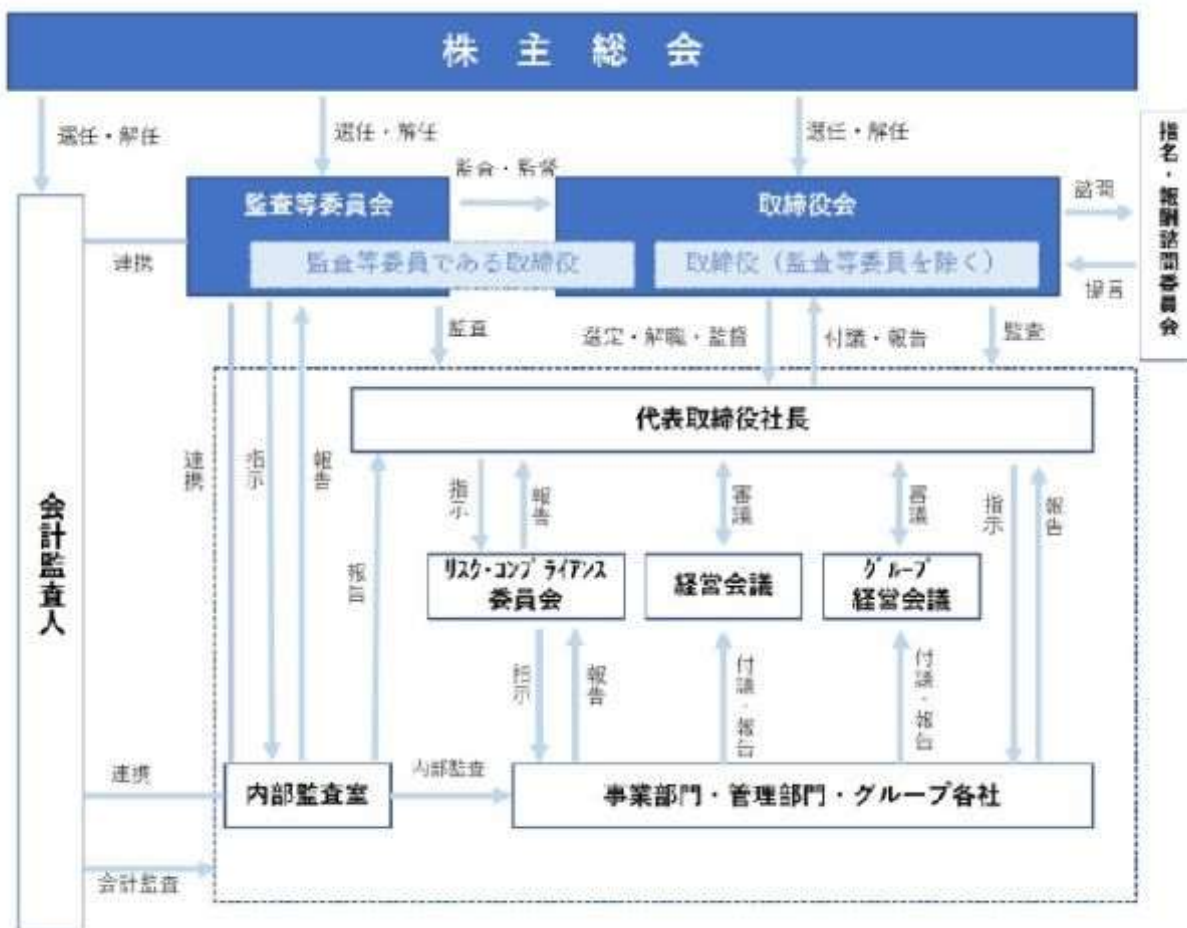 株主総会
選任・解任
選任・解任
選任・解任
監査・監督
監査等委員会
取締役会
諮問
指名・報酬諮問委員会
連携
監査等委員である取締役
取締役（監査等委員を除く）
提言
監査
選定・解職・監督
付議・報告
監査
代表取締役社長
連携
指示
報告
報告
指示
報告
審議
審議
指示
報告
会計監査人
リスク・コンプライアンス
委員会
経営会議
グループ
経営会議
指示
報告
付議・報告
付議・報告
連携
内部監査室
内部監査
事業部門・管理部門・グループ各社
会計監査